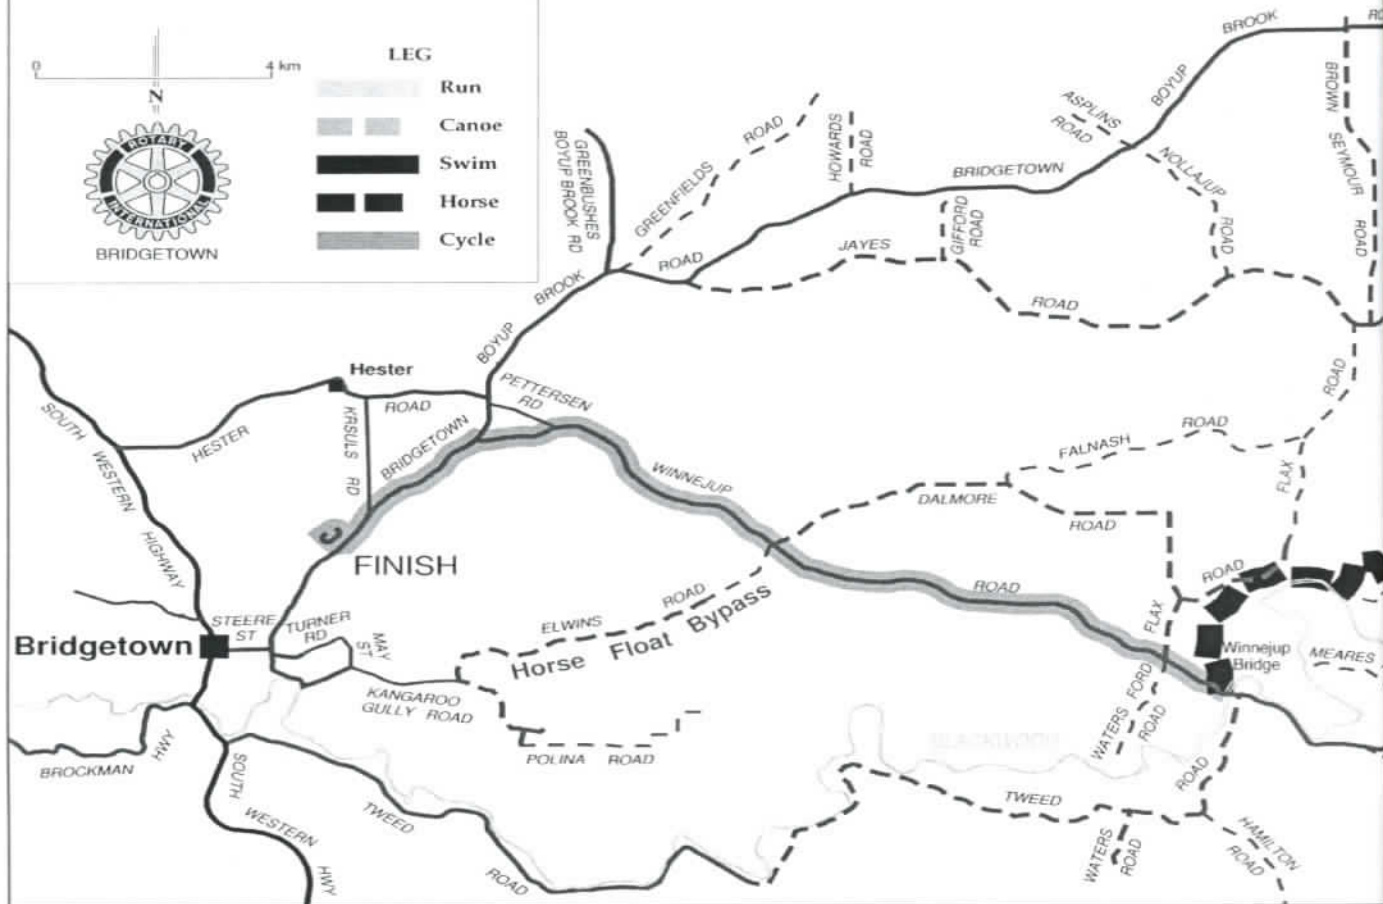 0
4 km
N
ROTARY
INTERNATIONAL
BRIDGETOWN
LEG
Run
Canoe
Swim
Horse
Cycle
BROOK
BOYUP
ASPLINS
ROAD
BROWN
SEYMOUR
ROAD
NOLLAJUP
ROAD
GREENBUSHES
BOYUP BROOK RD
GREENFIELDS
ROAD
HOWARDS
ROAD
BRIDGETOWN
GIFFORD
ROAD
JAYES
ROAD
ROAD
BROOK
BOYUP
Hester
ROAD
PETTERSEN
RD
HESTER
KRSULS
RD
BRIDGETOWN
SOUTH
WESTERN
HIGHWAY
WINNEJUP
ROAD
FALNASH
ROAD
ROAD
FLAX
DALMORE
ROAD
C
FINISH
ROAD
FLAX
STEERE
ST
TURNER
RD
MAY
ST
Bridgetown
ELWINS
ROAD
Horse Float Bypass
Winnejup
Bridge
MEARES
KANGAROO
GULLY ROAD
WATERS
FORD
ROAD
POLINA ROAD
BLACKWOOD
BROCKMAN
HWY
SOUTH
WESTERN
HWY
TWEED
ROAD
TWEED
ROAD
WATERS
ROAD
HAMILTON
ROAD